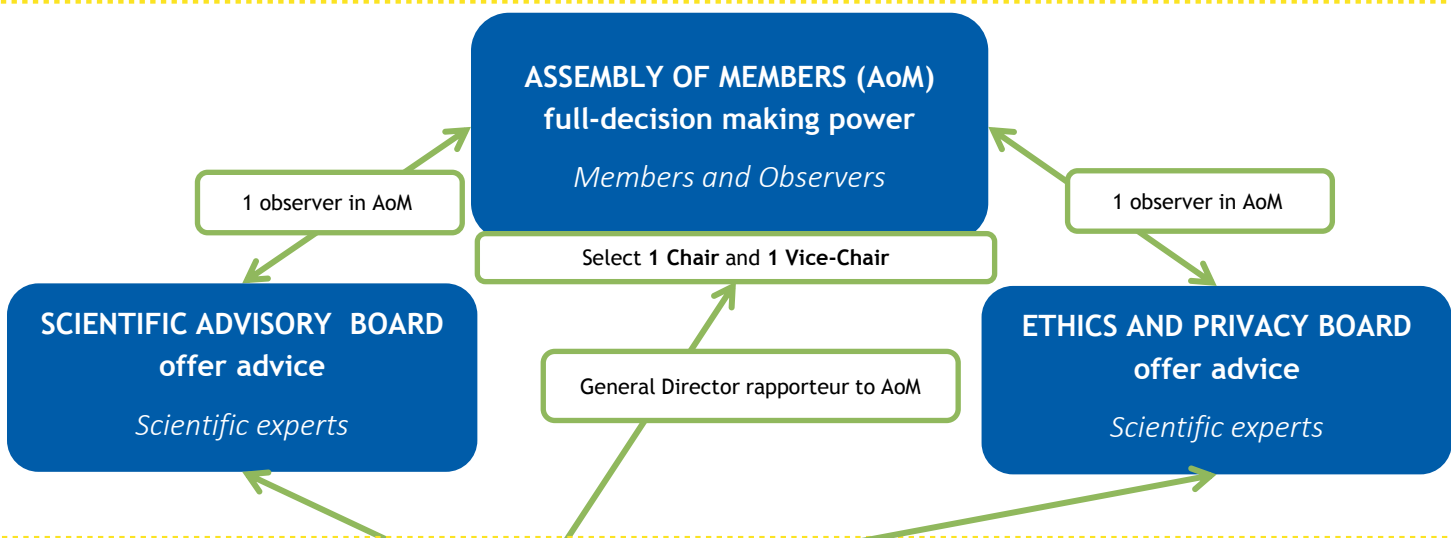 ASSEMBLY OF MEMBERS (AoM)
full-decision making power
Members and Observers
1 observer in AoM
1 observer in AoM
Select 1 Chair and 1 Vice-Chair
SCIENTIFIC ADVISORY BOARD
offer advice
Scientific experts
General Director rapporteur to AoM
ETHICS AND PRIVACY BOARD
offer advice
Scientific experts